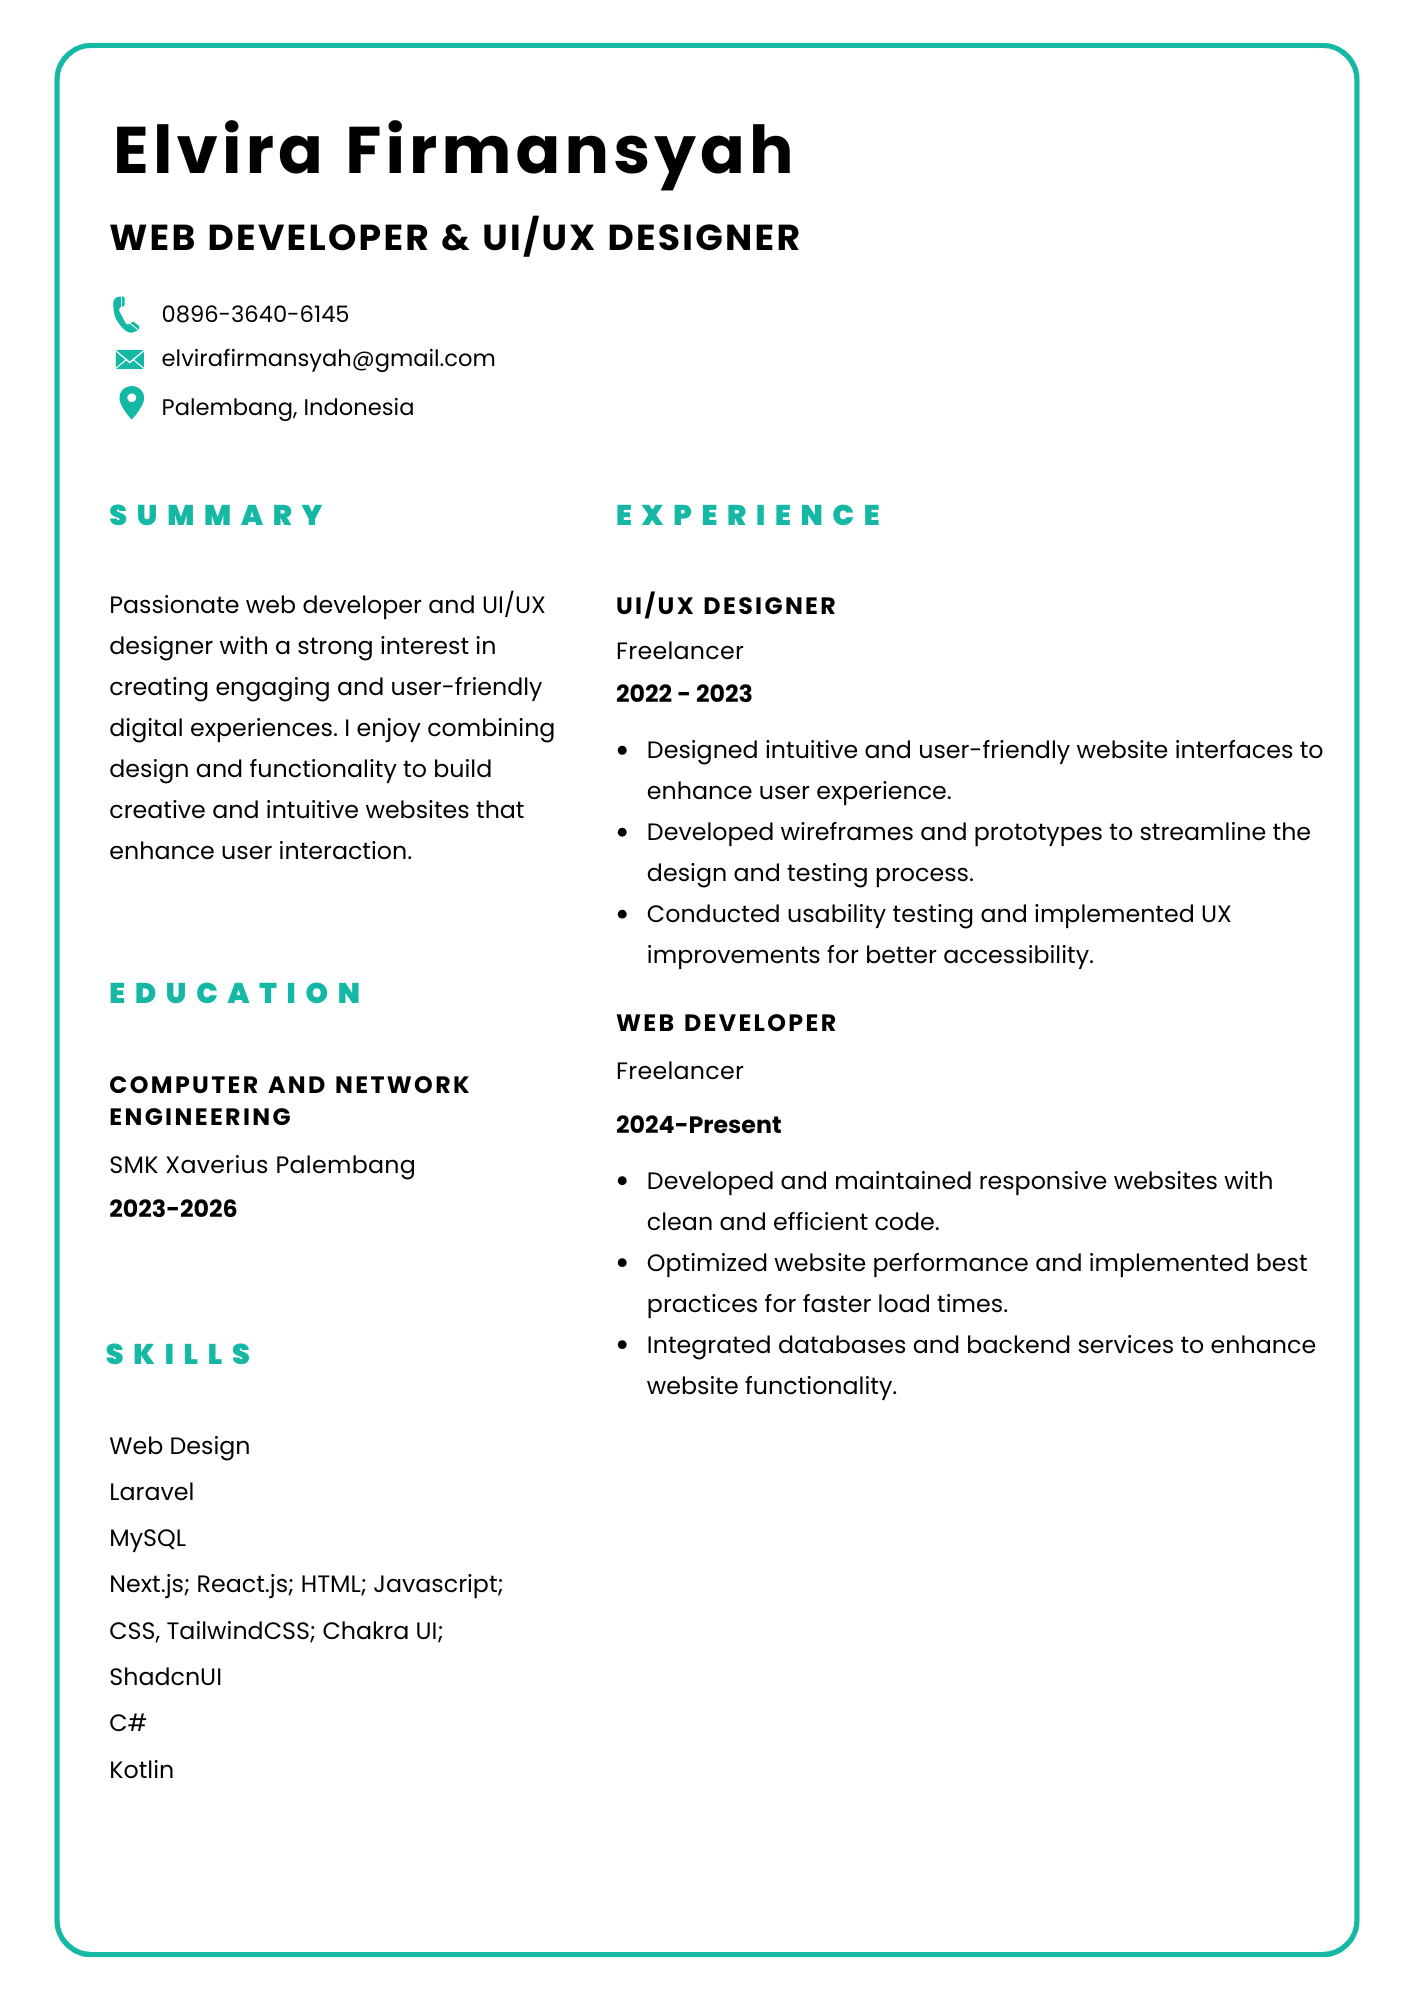 Elvira Firmansyah
WEB DEVELOPER & UI/UX DESIGNER
0896-3640-6145
elvirafirmansyah@gmail.com
Palembang, Indonesia
SUMMARY
Passionate web developer and UI/UX
designer with a strong interest in
creating engaging and user-friendly
digital experiences. I enjoy combining
design and functionality to build
creative and intuitive websites that
enhance user interaction.
EDUCATION
COMPUTER AND NETWORK
ENGINEERING
SMK Xaverius Palembang
2023-2026
SKILLS
Web Design
Laravel
MySQL
Next.js; React.js; HTML; Javascript;
CSS, TailwindCSS; Chakra UI;
ShadcnUI
C#
Kotlin
EXPERIENCE
UI/UX DESIGNER
Freelancer
2022 - 2023
• Designed intuitive and user-friendly website interfaces to
enhance user experience.
• Developed wireframes and prototypes to streamline the
design and testing process.
• Conducted usability testing and implemented UX
improvements for better accessibility.
WEB DEVELOPER
Freelancer
2024-Present
• Developed and maintained responsive websites with
clean and efficient code.
• Optimized website performance and implemented best
practices for faster load times.
• Integrated databases and backend services to enhance
website functionality.